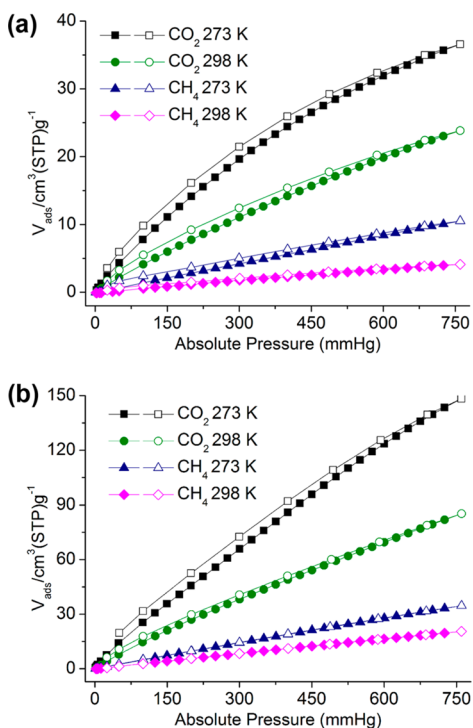 (a)
CO2 273 K
CO2 298 K
CH4 273 K
CH4 298 K
Vads/cm³(STP)g⁻¹
40
30
20
10
0
0 150 300 450 600 750
Absolute Pressure (mmHg)
(b)
CO2 273 K
CO2 298 K
CH4 273 K
CH4 298 K
Vads/cm³(STP)g⁻¹
150
120
90
60
30
0
0 150 300 450 600 750
Absolute Pressure (mmHg)